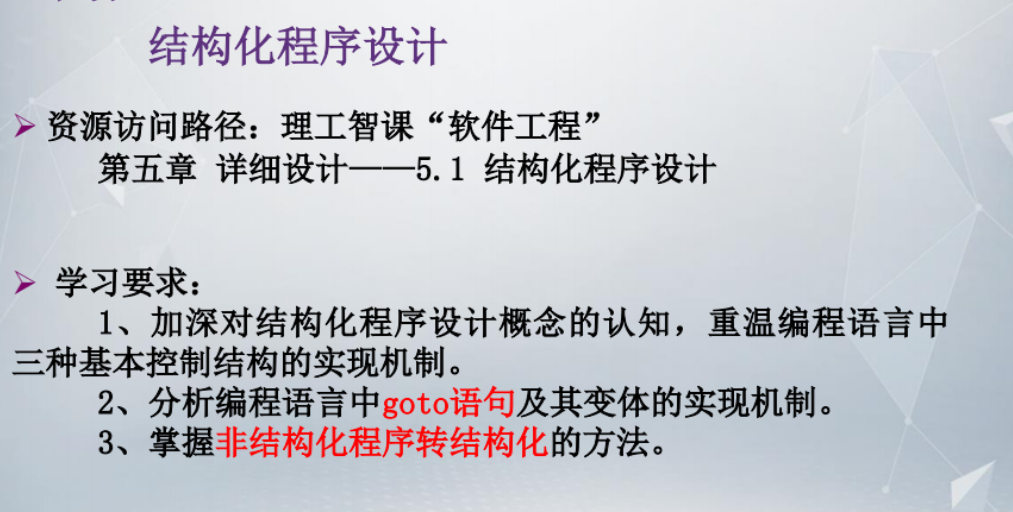 结构化程序设计
资源访问路径：理工智课“软件工程”
第五章 详细设计——5.1 结构化程序设计
学习要求：
1、加深对结构化程序设计概念的认知，重温编程语言中
三种基本控制结构的实现机制。
2、分析编程语言中goto语句及其变体的实现机制。
3、掌握非结构化程序转结构化的方法。